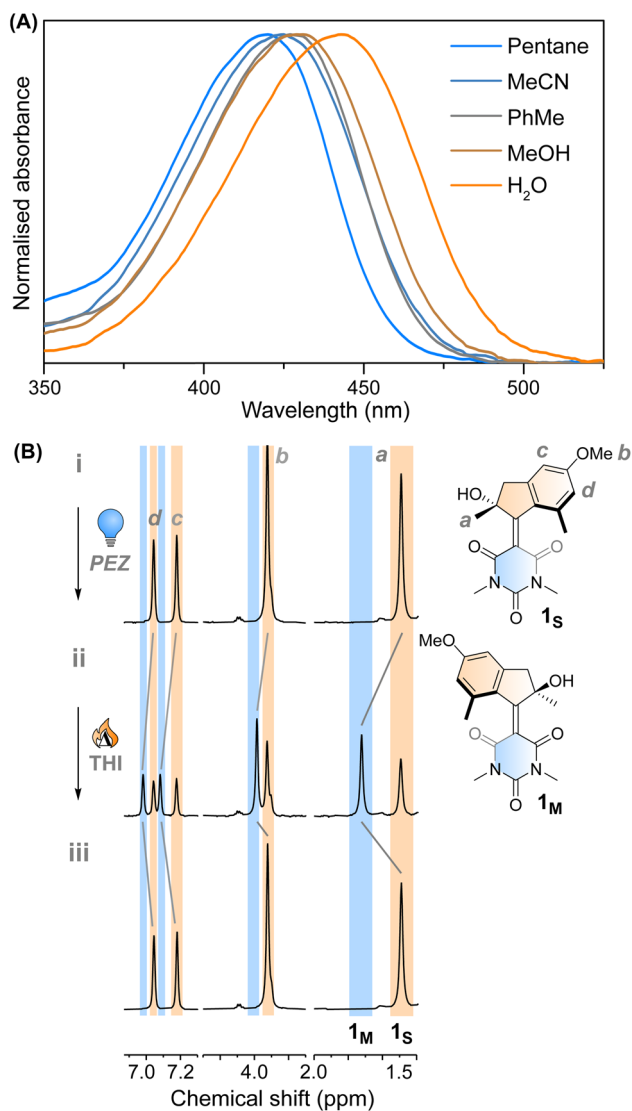 (A)
Normalised absorbance
Pentane
MeCN
PhMe
MeOH
H₂O
350 400 450 500
Wavelength (nm)
(B)
i
PEZ
ii
THI
iii
d c b a
1M 1S
7.0 7.2 4.0 2.0 2.0 1.5
Chemical shift (ppm)
c OMe b
HO
d
a
O O
N N
O
1S
MeO
OH
O O
N N
O
1M